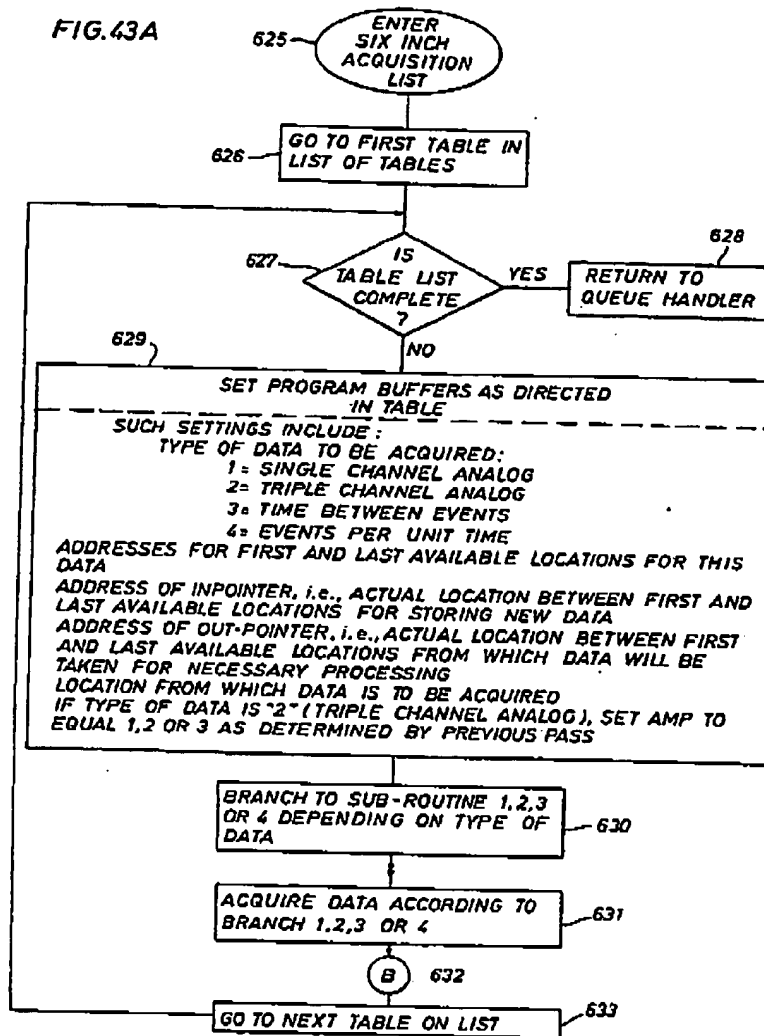 FIG.43A
625
ENTER
SIX INCH
ACQUISITION
LIST
626
GO TO FIRST TABLE IN
LIST OF TABLES
627
IS
TABLE LIST
COMPLETE
?
YES
628
RETURN TO
QUEUE HANDLER
NO
629
SET PROGRAM BUFFERS AS DIRECTED
IN TABLE
SUCH SETTINGS INCLUDE:
TYPE OF DATA TO BE ACQUIRED:
1= SINGLE CHANNEL ANALOG
2= TRIPLE CHANNEL ANALOG
3= TIME BETWEEN EVENTS
4= EVENTS PER UNIT TIME
ADDRESSES FOR FIRST AND LAST AVAILABLE LOCATIONS FOR THIS
DATA
ADDRESS OF INPOINTER, i.e., ACTUAL LOCATION BETWEEN FIRST AND
LAST AVAILABLE LOCATIONS FOR STORING NEW DATA
ADDRESS OF OUT-POINTER, i.e., ACTUAL LOCATION BETWEEN FIRST
AND LAST AVAILABLE LOCATIONS FROM WHICH DATA WILL BE
TAKEN FOR NECESSARY PROCESSING
LOCATION FROM WHICH DATA IS TO BE ACQUIRED
IF TYPE OF DATA IS "2" (TRIPLE CHANNEL ANALOG), SET AMP TO
EQUAL 1,2 OR 3 AS DETERMINED BY PREVIOUS PASS
BRANCH TO SUB-ROUTINE 1,2,3
OR 4 DEPENDING ON TYPE OF
DATA
630
ACQUIRE DATA ACCORDING TO
BRANCH 1,2,3 OR 4
631
B
632
GO TO NEXT TABLE ON LIST
633